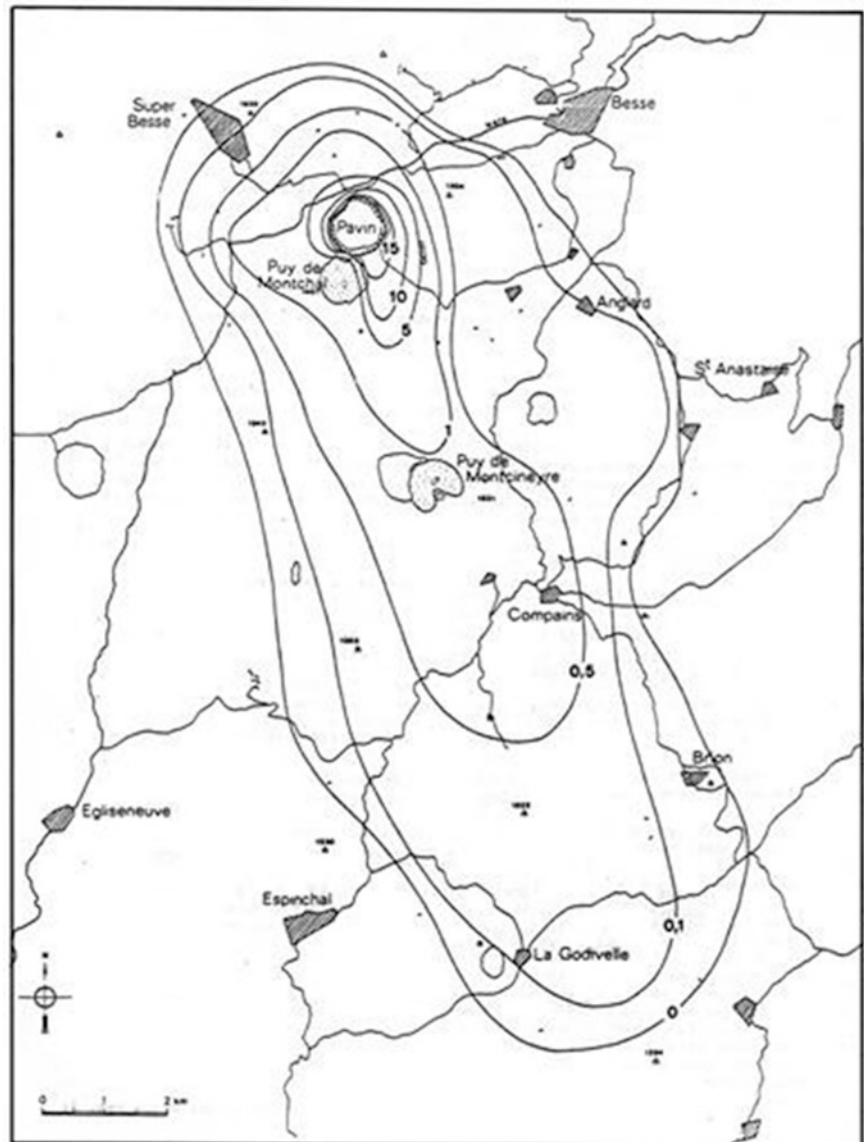 Super
Besse
Besse
Pavin
15
Puy de
Montchal
10
Anglard
5
St Anastaise
1
Puy de
Montcineyre
Compains
0,5
Brion
Egliseneuve
Espinchal
0,1
La Godivelle
N
0
0 1 2 km